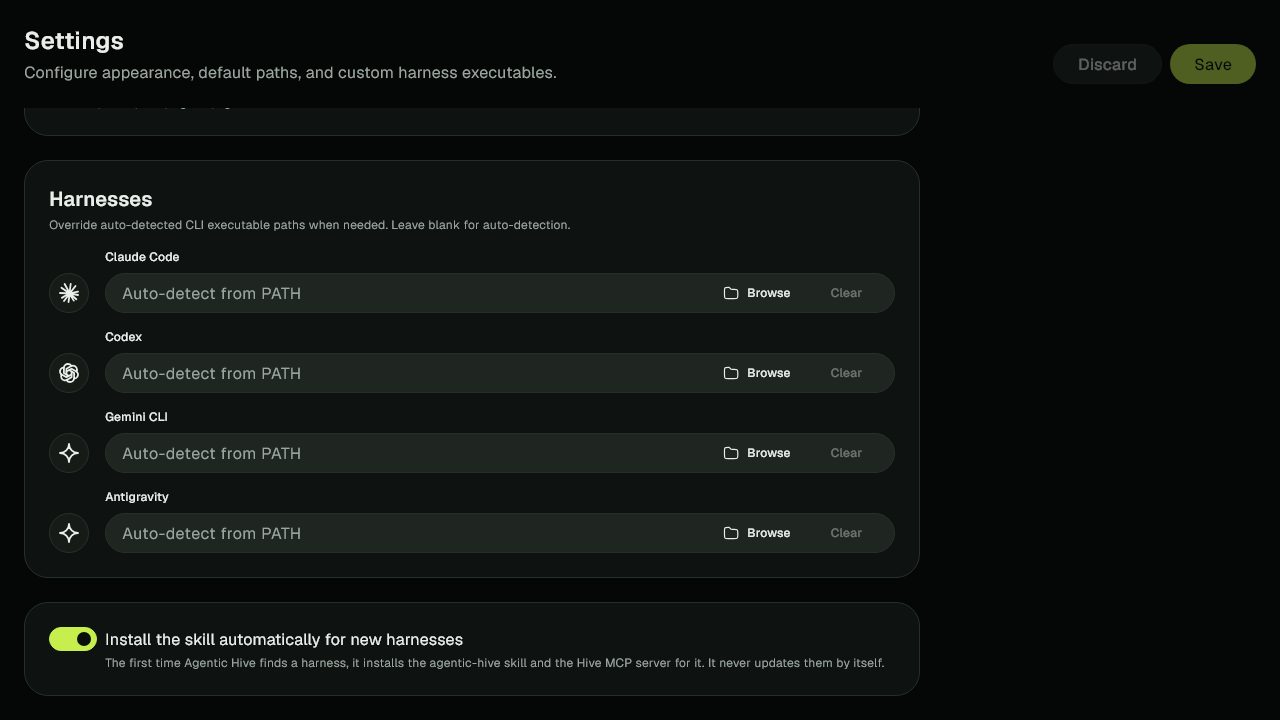 Settings
Configure appearance, default paths, and custom harness executables.
Discard
Save
Harnesses
Override auto-detected CLI executable paths when needed. Leave blank for auto-detection.
Claude Code
Auto-detect from PATH
Browse
Clear
Codex
Auto-detect from PATH
Browse
Clear
Gemini CLI
Auto-detect from PATH
Browse
Clear
Antigravity
Auto-detect from PATH
Browse
Clear
Install the skill automatically for new harnesses
The first time Agentic Hive finds a harness, it installs the agentic-hive skill and the Hive MCP server for it. It never updates them by itself.